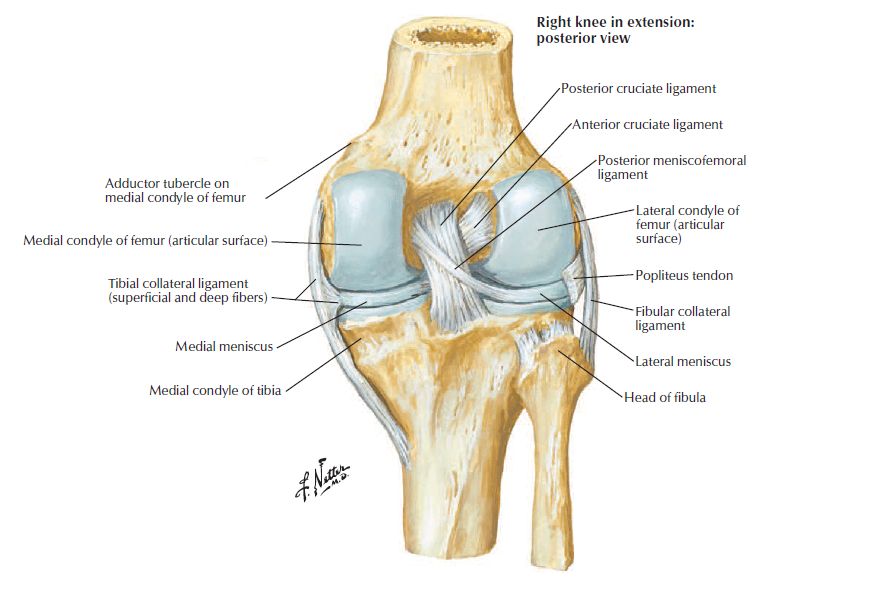 Right knee in extension:
posterior view
Posterior cruciate ligament
Anterior cruciate ligament
Posterior meniscofemoral
ligament
Lateral condyle of
femur (articular
surface)
Popliteus tendon
Fibular collateral
ligament
Lateral meniscus
Head of fibula
Adductor tubercle on
medial condyle of femur
Medial condyle of femur (articular surface)
Tibial collateral ligament
(superficial and deep fibers)
Medial meniscus
Medial condyle of tibia
F. Netter
M.D.